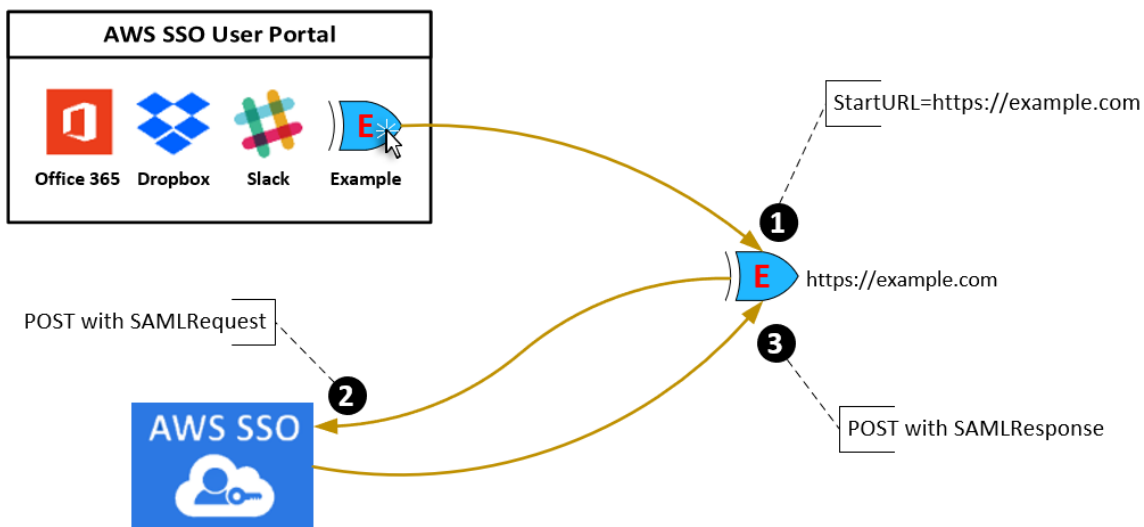 AWS SSO User Portal
E
Office 365
Dropbox
Slack
Example
StartURL=https://example.com
1
E
https://example.com
POST with SAMLRequest
3
2
AWS SSO
POST with SAMLResponse